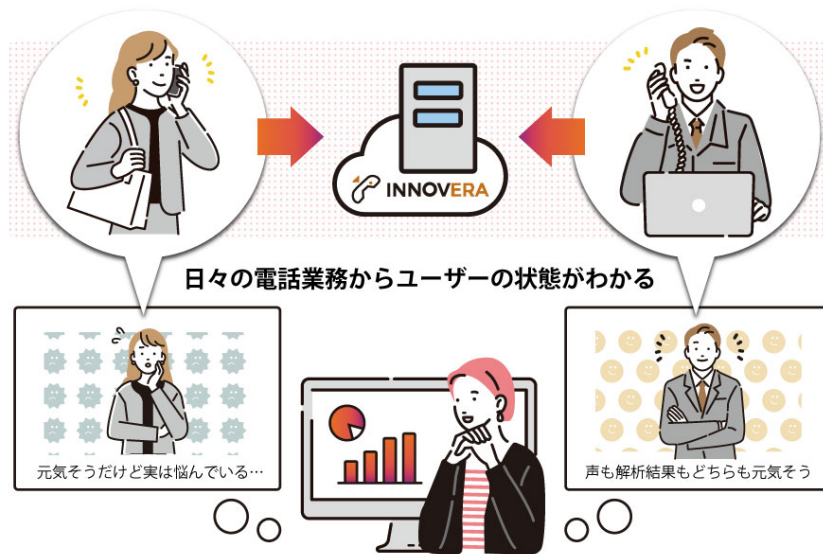 INNOVERA
日々の電話業務からユーザーの状態がわかる
元気そうだけど実は悩んでいる…
声も解析結果もどちらも元気そう